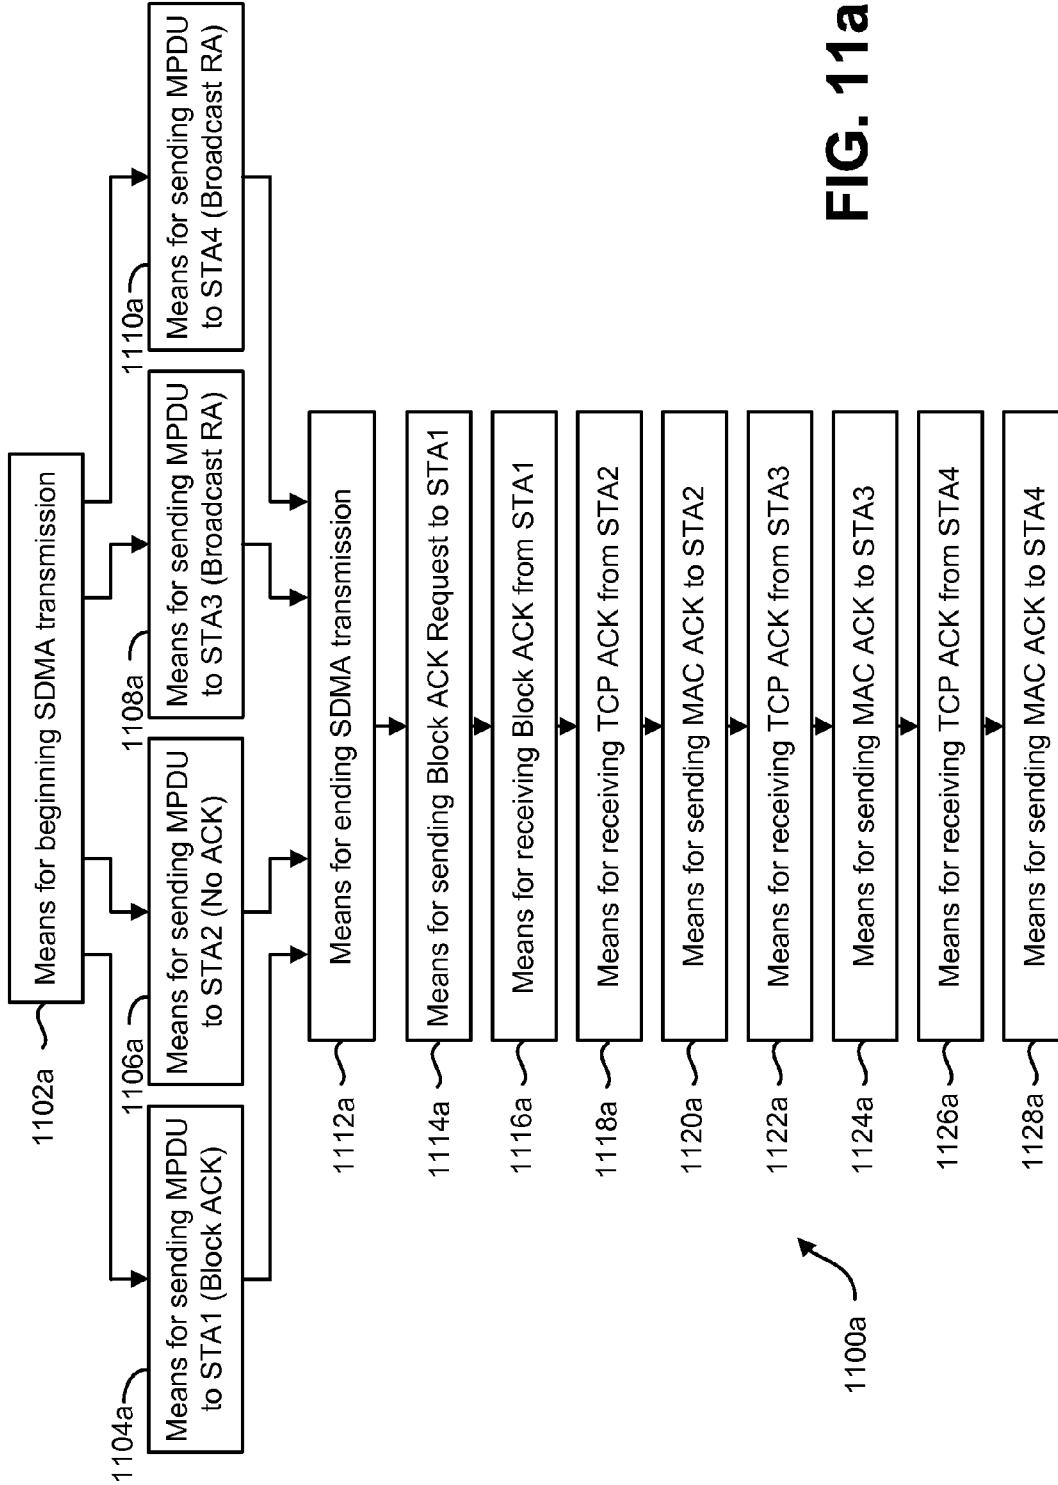 1102a
Means for beginning SDMA transmission
1104a
Means for sending MPDU
to STA1 (Block ACK)
1106a
Means for sending MPDU
to STA2 (No ACK)
1108a
Means for sending MPDU
to STA3 (Broadcast RA)
1110a
Means for sending MPDU
to STA4 (Broadcast RA)
1112a
Means for ending SDMA transmission
1114a
Means for sending Block ACK Request to STA1
1116a
Means for receiving Block ACK from STA1
1118a
Means for receiving TCP ACK from STA2
1120a
Means for sending MAC ACK to STA2
1122a
Means for receiving TCP ACK from STA3
1124a
Means for sending MAC ACK to STA3
1126a
Means for receiving TCP ACK from STA4
1128a
Means for sending MAC ACK to STA4
1100a
FIG. 11a